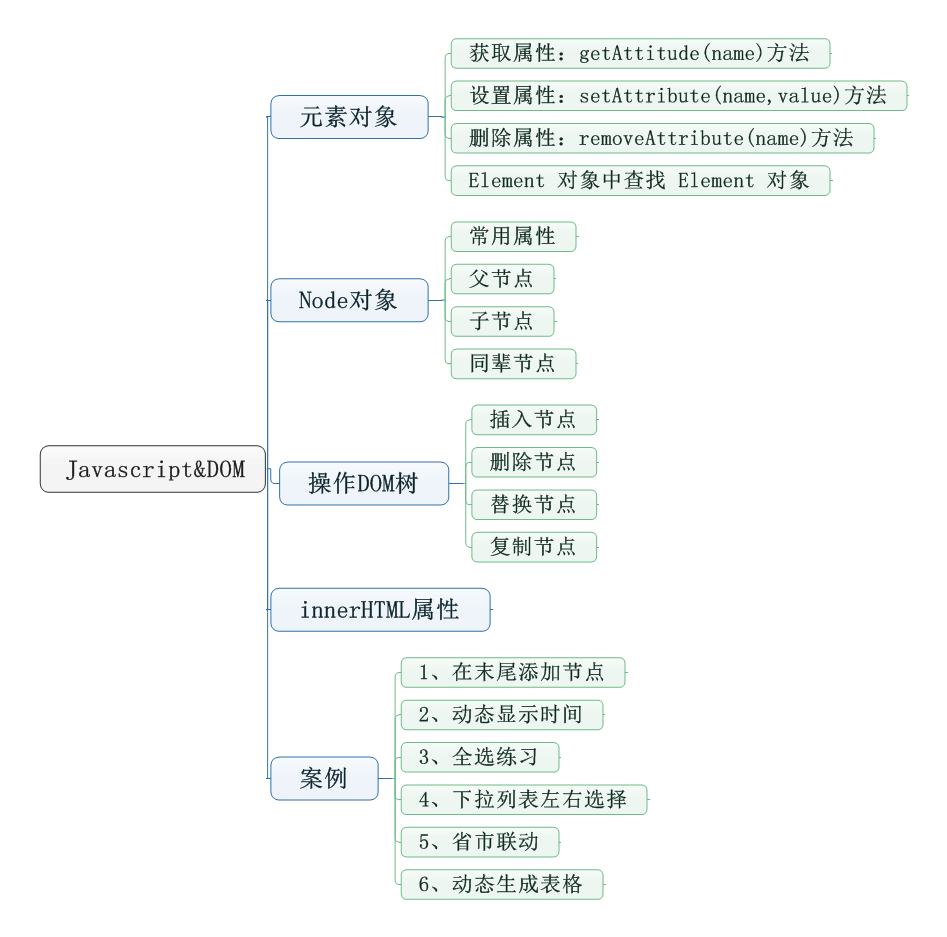 Javascript&DOM
元素对象
获取属性：getAttitude(name)方法
设置属性：setAttribute(name,value)方法
删除属性：removeAttribute(name)方法
Element 对象中查找 Element 对象
Node对象
常用属性
父节点
子节点
同辈节点
操作DOM树
插入节点
删除节点
替换节点
复制节点
innerHTML属性
案例
1、在末尾添加节点
2、动态显示时间
3、全选练习
4、下拉列表左右选择
5、省市联动
6、动态生成表格